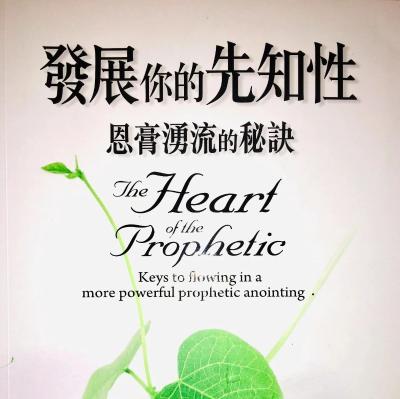 發展你的先知性
恩膏湧流的秘訣
The Heart
of the
Prophetic
Keys to flowing in a
more powerful prophetic anointing.